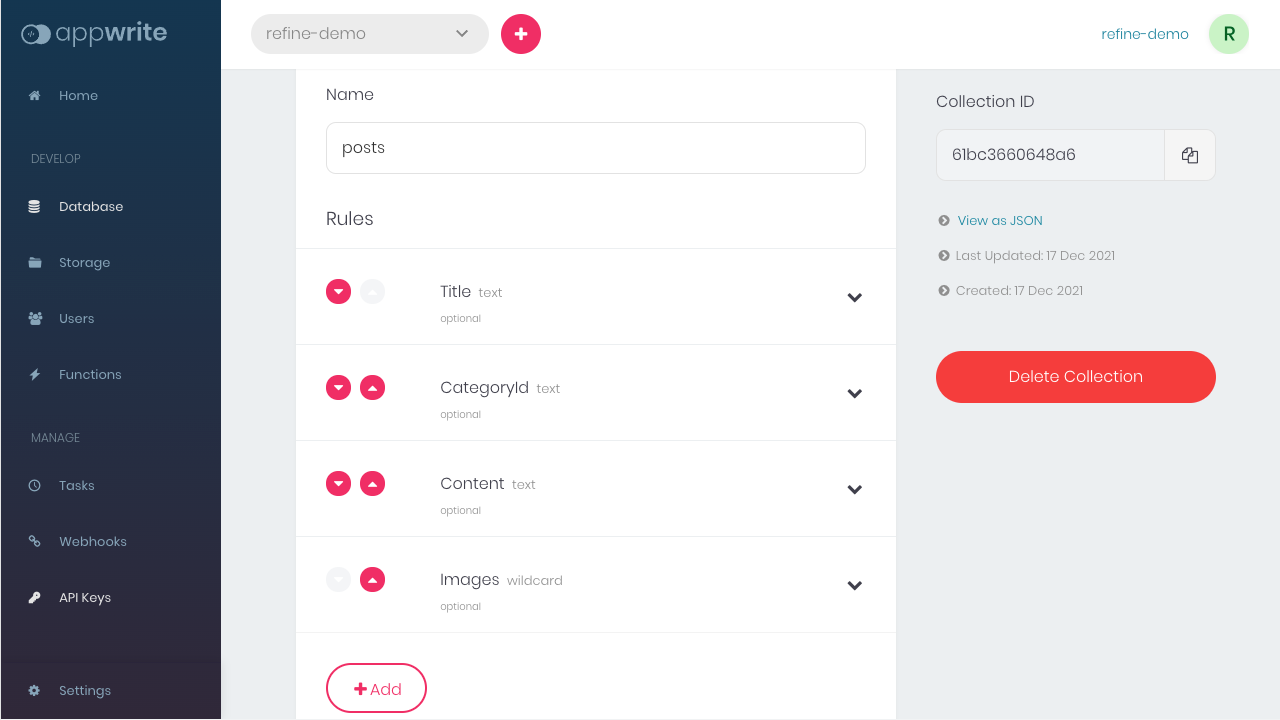 appwrite
Home
DEVELOP
Database
Storage
Users
Functions
MANAGE
Tasks
Webhooks
API Keys
Settings
refine-demo
refine-demo
R
Name
posts
Rules
Title text
optional
CategoryId text
optional
Content text
optional
Images wildcard
optional
Add
Collection ID
61bc3660648a6
View as JSON
Last Updated: 17 Dec 2021
Created: 17 Dec 2021
Delete Collection